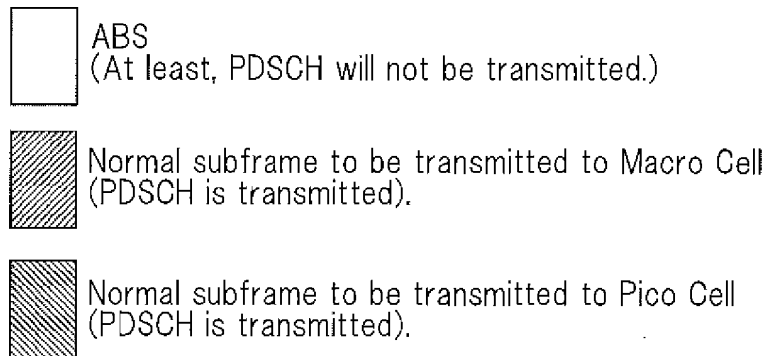 ABS
(At least, PDSCH will not be transmitted.)
Normal subframe to be transmitted to Macro Cell
(PDSCH is transmitted).
Normal subframe to be transmitted to Pico Cell
(PDSCH is transmitted).